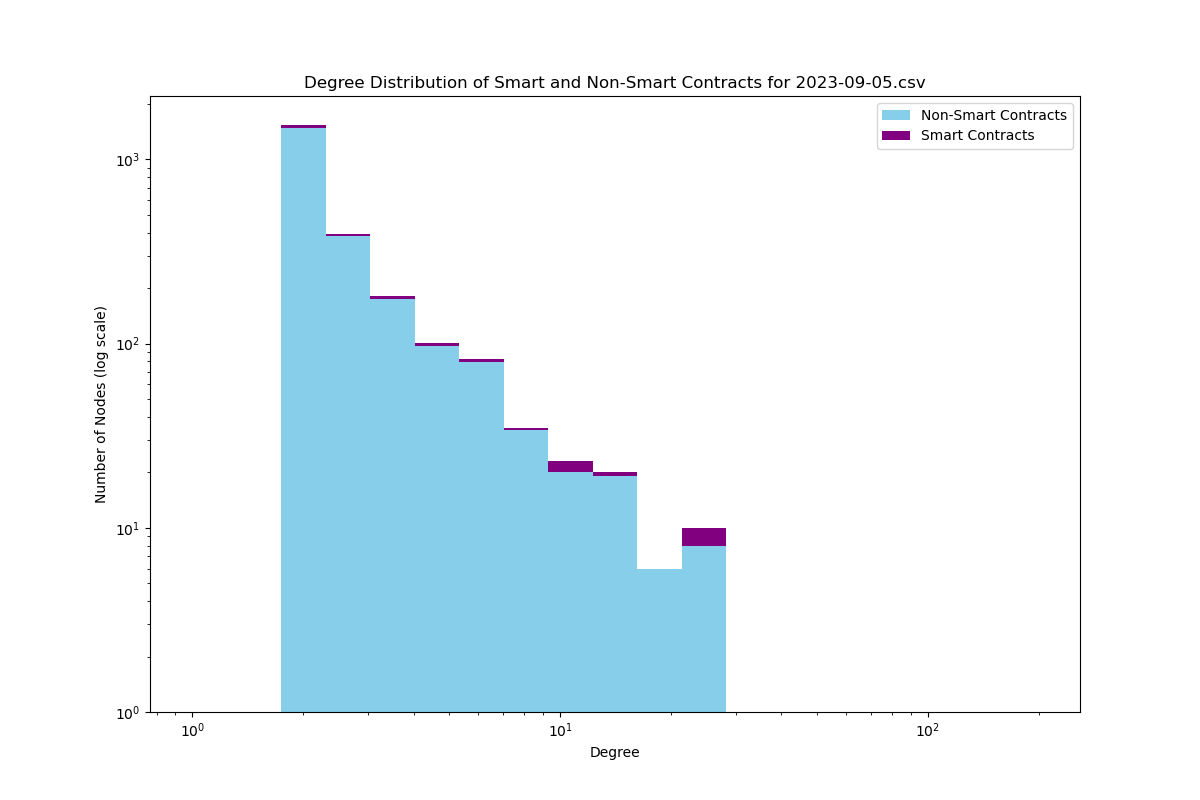 Degree Distribution of Smart and Non-Smart Contracts for 2023-09-05.csv
Non-Smart Contracts
Smart Contracts
Number of Nodes (log scale)
10³
10²
10¹
10⁰
10⁰ 10¹ 10²
Degree